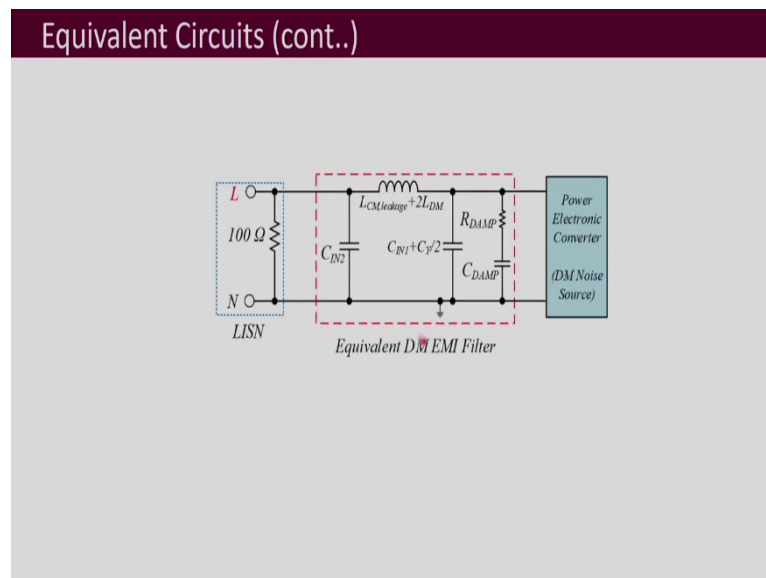 Equivalent Circuits (cont..)
L
100 Ω
N
LISN
C_IN2
L_CM,leakage+2L_DM
C_IN1+C_Y/2
R_DAMP
C_DAMP
Equivalent DM EMI Filter
Power
Electronic
Converter
(DM Noise
Source)